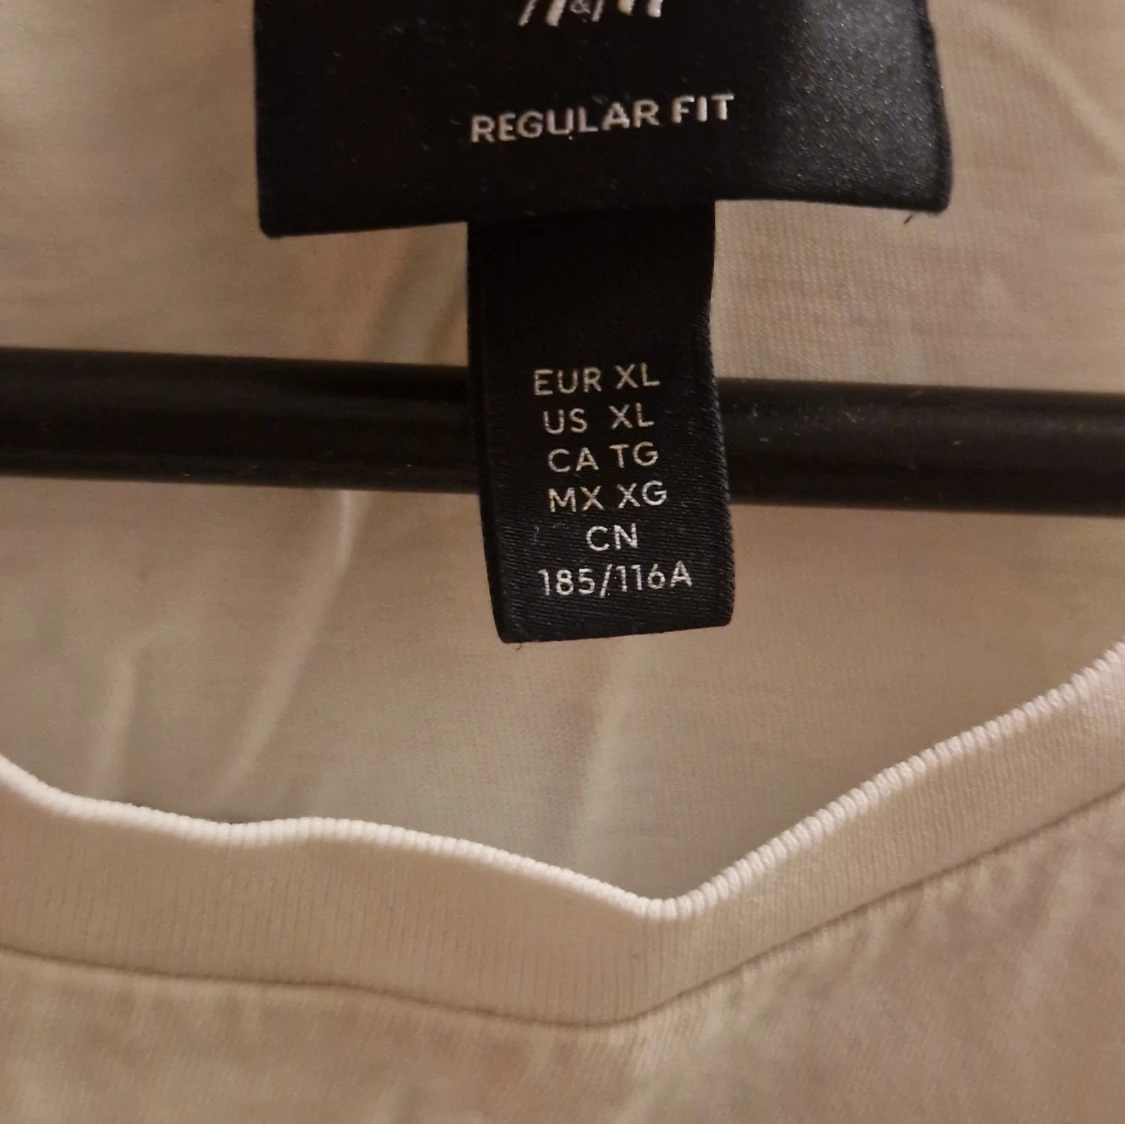 REGULAR FIT
EUR XL
US XL
CA TG
MX XG
CN
185/116A